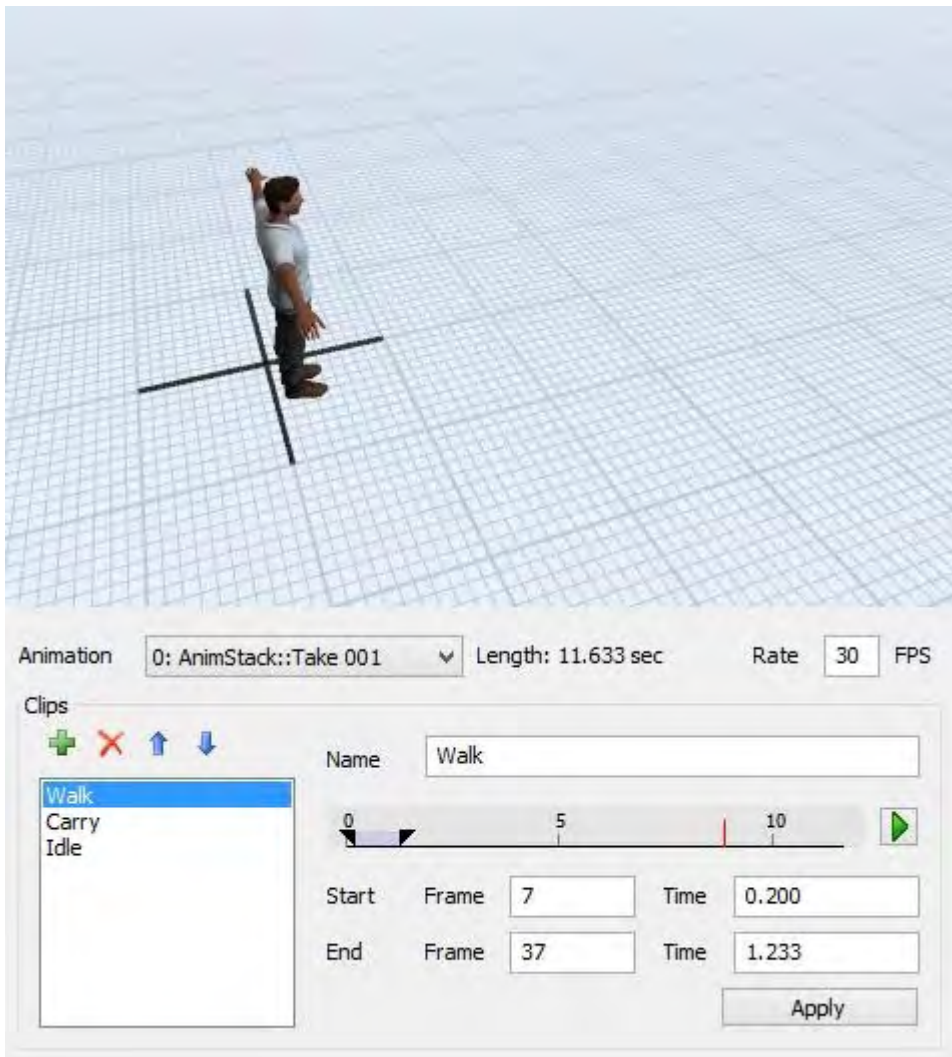 Animation 0: AnimStack::Take 001 Length: 11.633 sec Rate 30 FPS
Clips
Name Walk
Walk
Carry
Idle
0 5 10
Start Frame 7 Time 0.200
End Frame 37 Time 1.233
Apply